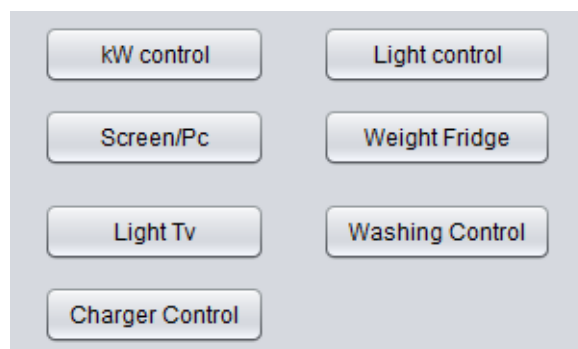 kW control
Light control
Screen/Pc
Weight Fridge
Light Tv
Washing Control
Charger Control